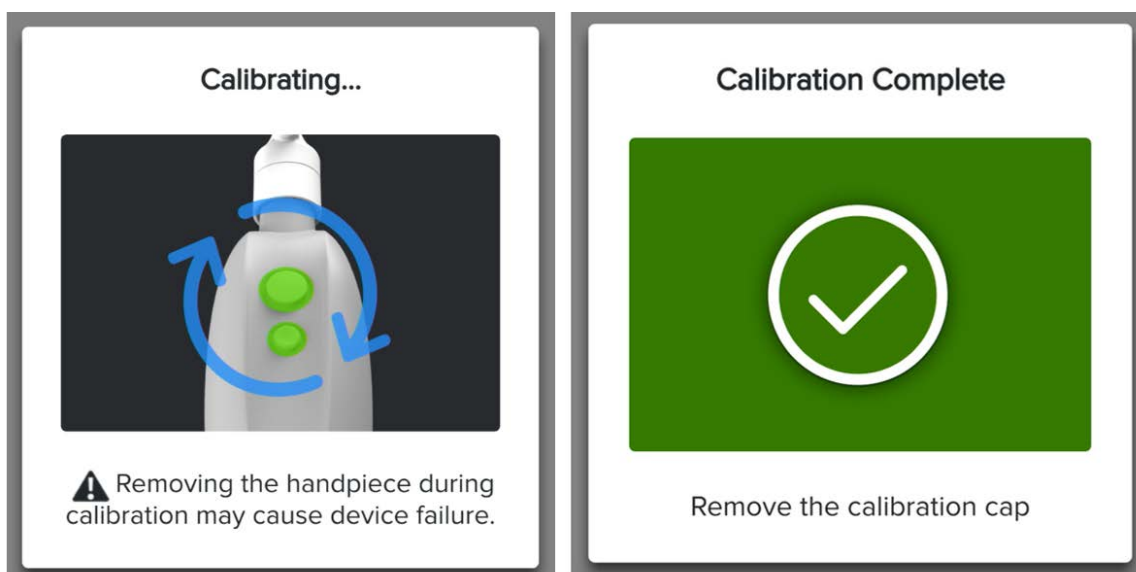 Calibrating...
Removing the handpiece during
calibration may cause device failure.
Calibration Complete
Remove the calibration cap